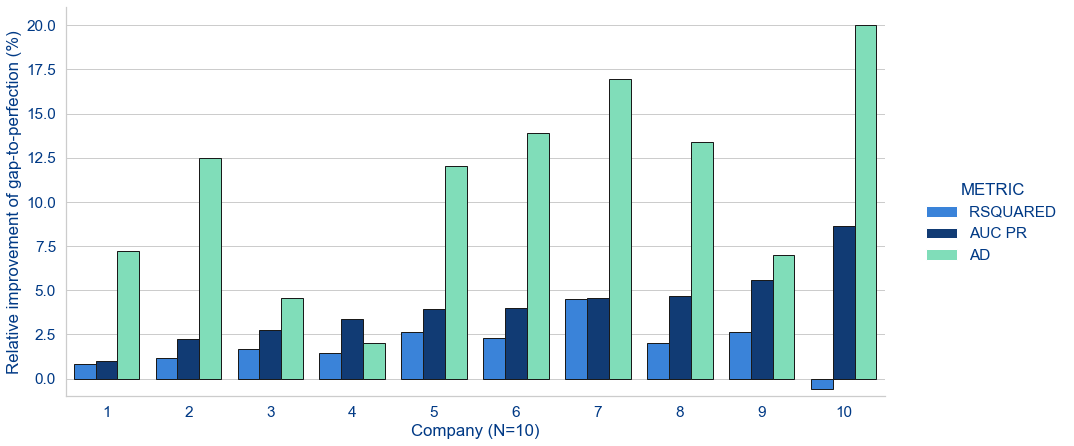 Relative improvement of gap-to-perfection (%)
20.0
17.5
15.0
12.5
10.0
7.5
5.0
2.5
0.0
1 2 3 4 5 6 7 8 9 10
Company (N=10)
METRIC
RSQUARED
AUC PR
AD